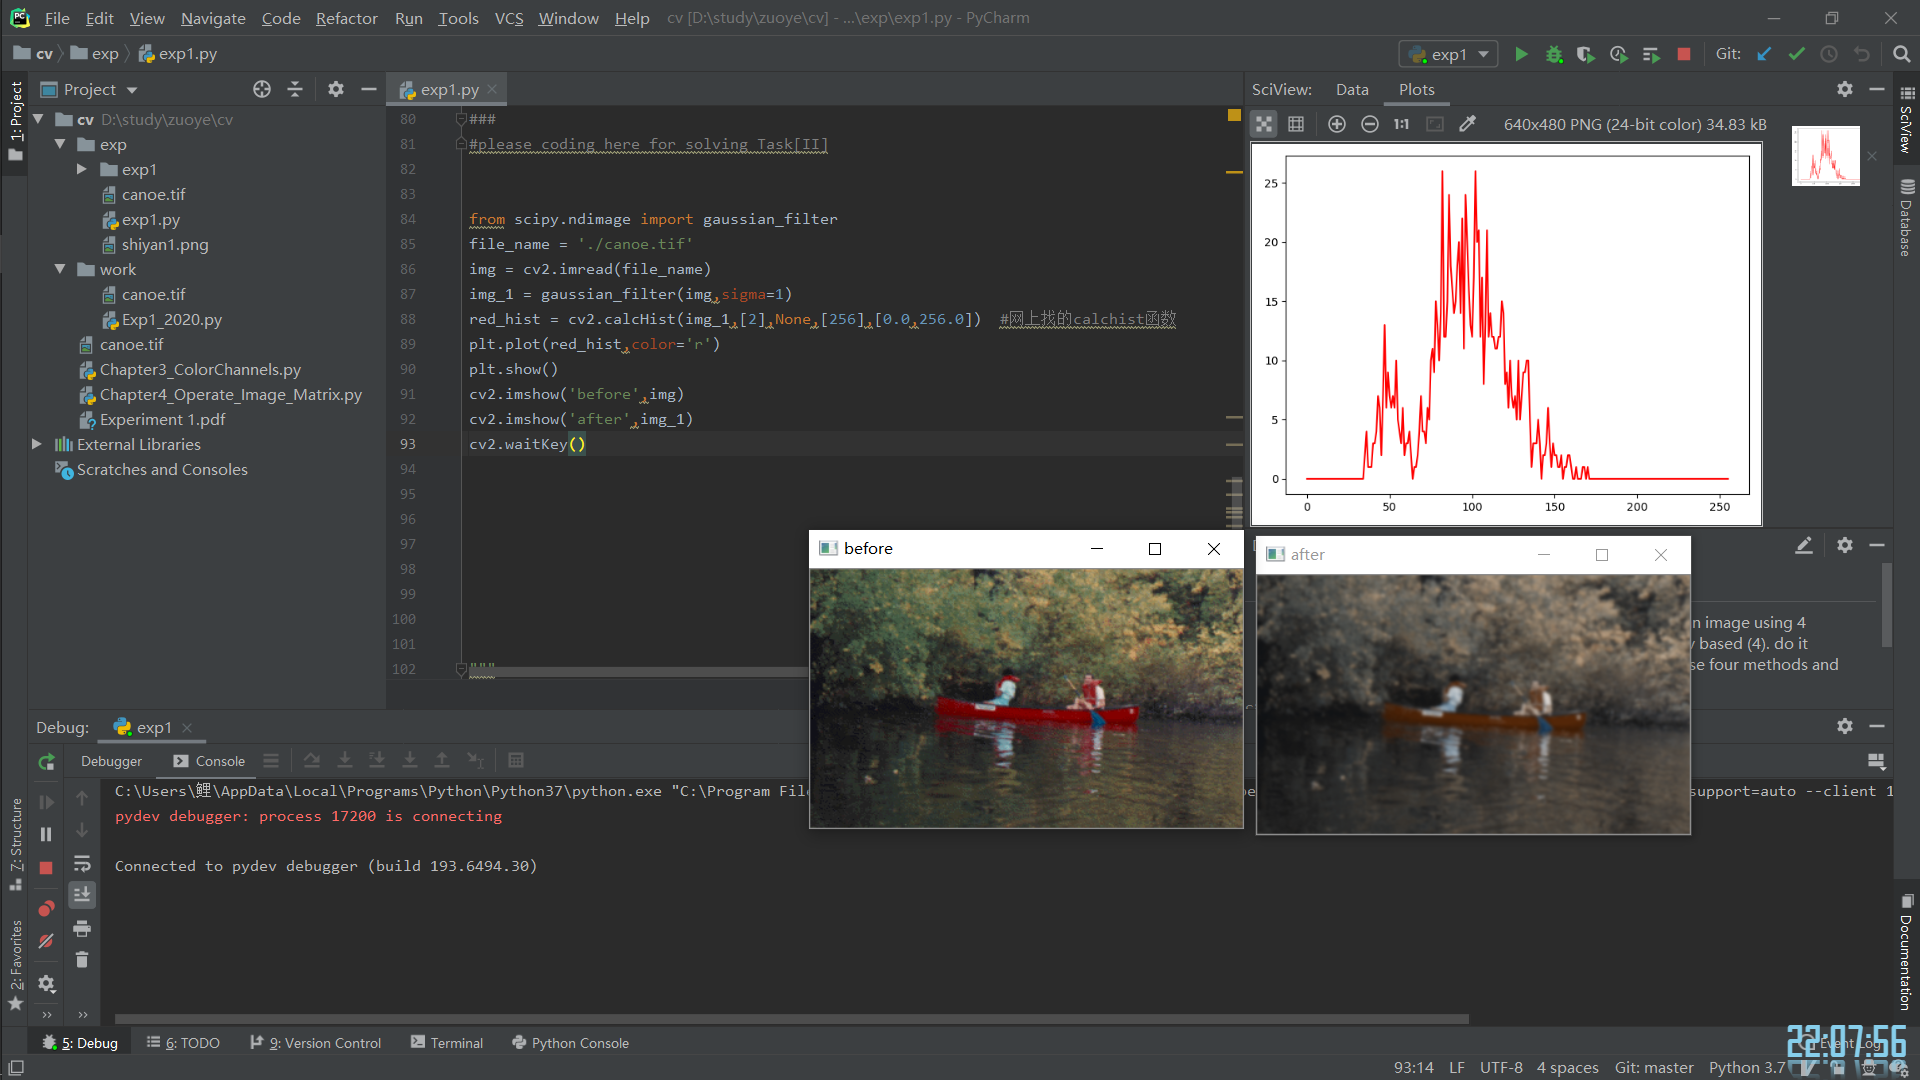 File Edit View Navigate Code Refactor Run Tools VCS Window Help cv [D:\study\zuoye\cv] - ...\exp\exp1.py - PyCharm
cv exp exp1.py
exp1 Git:
Project exp1.py
SciView: Data Plots
1: Project
cv D:\study\zuoye\cv
exp
exp1
canoe.tif
exp1.py
shiyan1.png
work
canoe.tif
Exp1_2020.py
canoe.tif
Chapter3_ColorChannels.py
Chapter4_Operate_Image_Matrix.py
Experiment 1.pdf
External Libraries
Scratches and Consoles
80 ###
81 #please coding here for solving Task[II]
82
83
84 from scipy.ndimage import gaussian_filter
85 file_name = './canoe.tif'
86 img = cv2.imread(file_name)
87 img_1 = gaussian_filter(img,sigma=1)
88 red_hist = cv2.calcHist(img_1,[2],None,[256],[0.0,256.0]) #网上找的calchist函数
89 plt.plot(red_hist,color='r')
90 plt.show()
91 cv2.imshow('before',img)
92 cv2.imshow('after',img_1)
93 cv2.waitKey()
94
95
96
97
98
99
100
101
102 """
1:1 640x480 PNG (24-bit color) 34.83 kB
25
20
15
10
5
0
0 50 100 150 200 250
SciView
Database
before
after
n image using 4
based (4). do it
se four methods and
Debug: exp1
Debugger Console
C:\Users\鲤\AppData\Local\Programs\Python\Python37\python.exe "C:\Program Fil
support=auto --client 1
pydev debugger: process 17200 is connecting
Connected to pydev debugger (build 193.6494.30)
7: Structure
2: Favorites
Documentation
5: Debug 6: TODO 9: Version Control Terminal Python Console Event Log
22:07:56
93:14 LF UTF-8 4 spaces Git: master Python 3.7